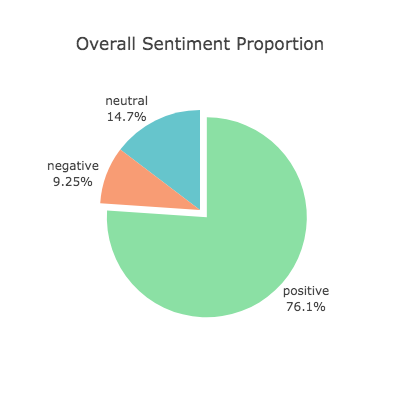 Overall Sentiment Proportion
neutral
14.7%
negative
9.25%
positive
76.1%